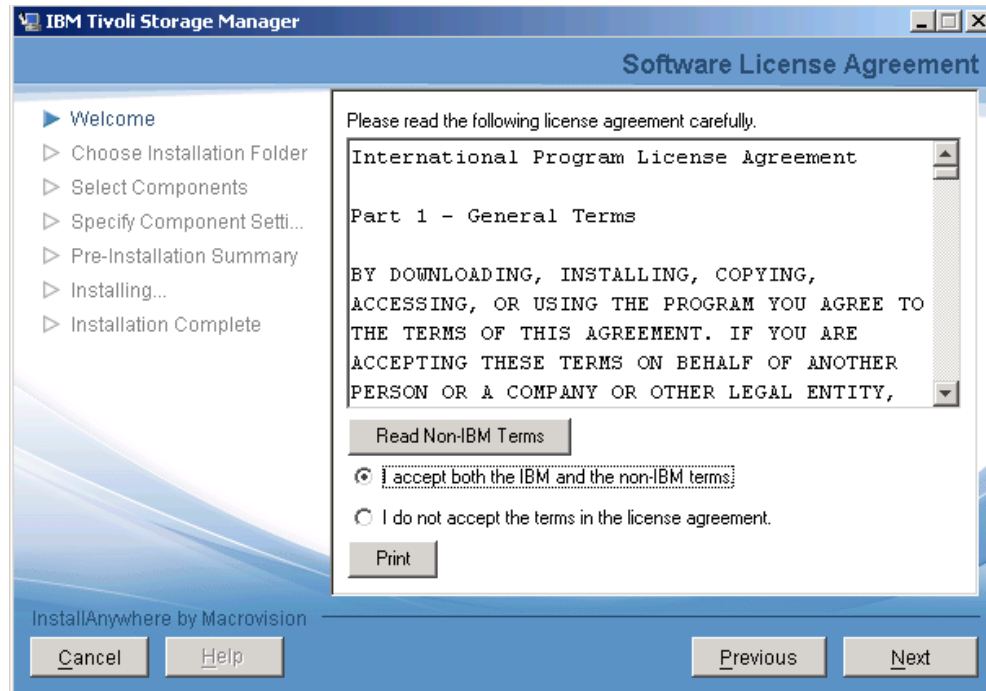 IBM Tivoli Storage Manager
Software License Agreement
Welcome
Choose Installation Folder
Select Components
Specify Component Setti...
Pre-Installation Summary
Installing...
Installation Complete
Please read the following license agreement carefully.
International Program License Agreement
Part 1 - General Terms
BY DOWNLOADING, INSTALLING, COPYING,
ACCESSING, OR USING THE PROGRAM YOU AGREE TO
THE TERMS OF THIS AGREEMENT. IF YOU ARE
ACCEPTING THESE TERMS ON BEHALF OF ANOTHER
PERSON OR A COMPANY OR OTHER LEGAL ENTITY,
Read Non-IBM Terms
I accept both the IBM and the non-IBM terms.
I do not accept the terms in the license agreement.
Print
InstallAnywhere by Macrovision
Cancel
Help
Previous
Next